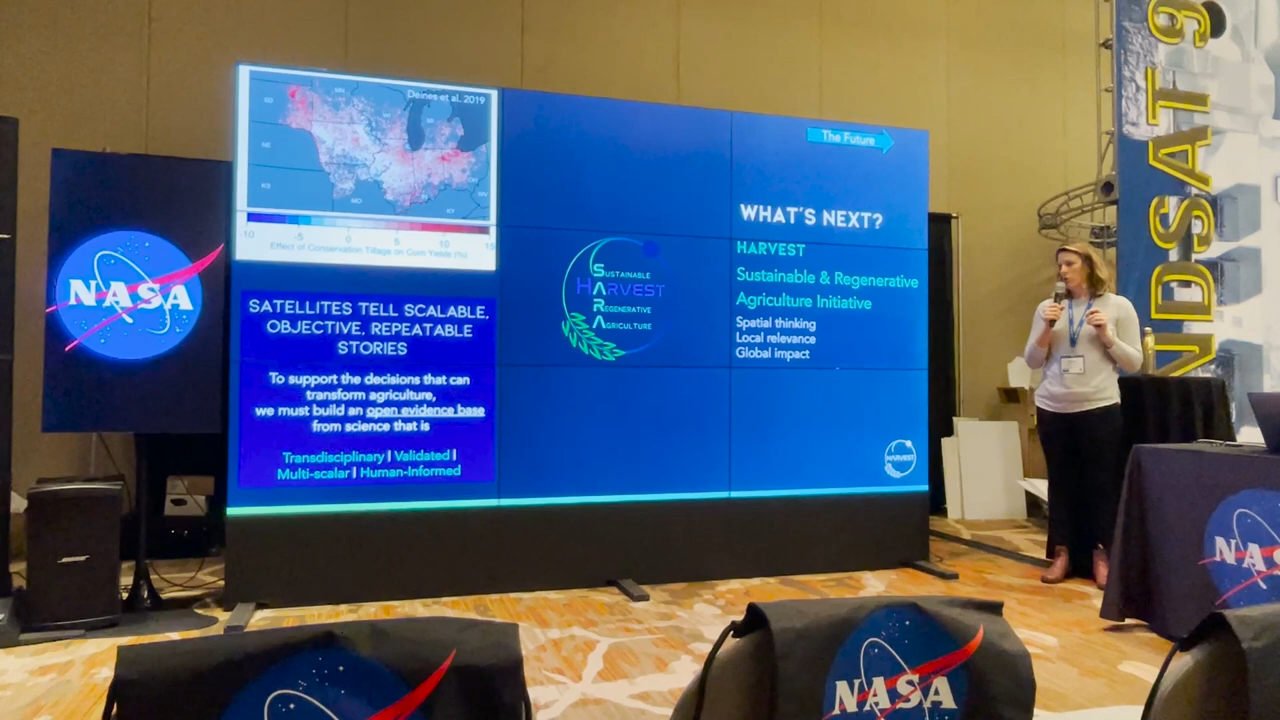 NASA
Deines et al. 2019
-10 -5 0 5 10 15
Effect of Conservation Tillage on Corn Yields (%)
SATELLITES TELL SCALABLE,
OBJECTIVE, REPEATABLE
STORIES
To support the decisions that can
transform agriculture,
we must build an open evidence base
from science that is
Transdisciplinary | Validated |
Multi-scalar | Human-Informed
SUSTAINABLE
HARVEST
REGENERATIVE
AGRICULTURE
SARA
The Future
WHAT'S NEXT?
HARVEST
Sustainable & Regenerative
Agriculture Initiative
Spatial thinking
Local relevance
Global impact
HARVEST
NDSAT 9
NASA
NASA
BOSE